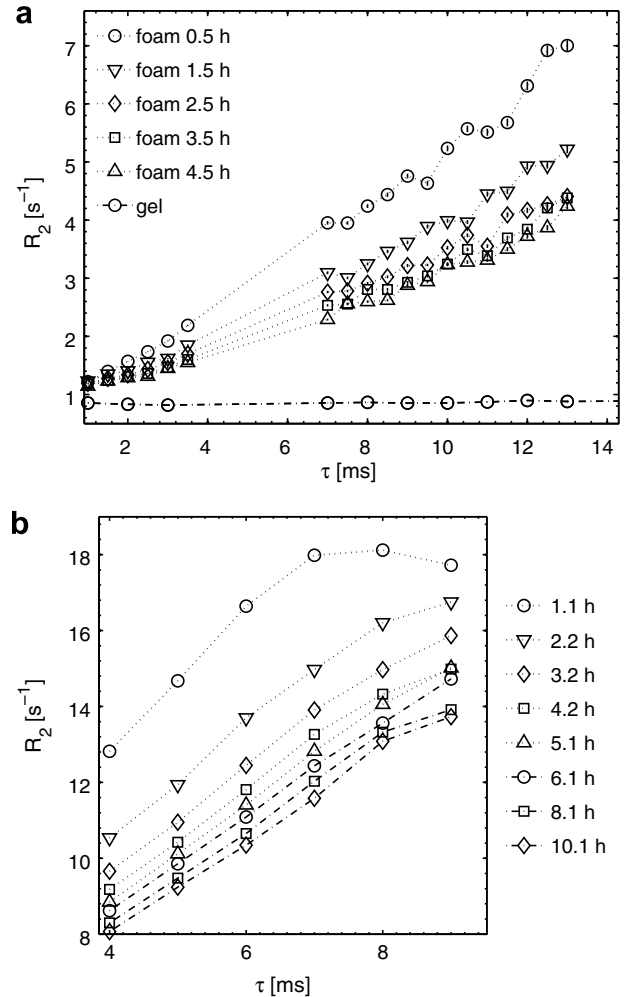 a
foam 0.5 h
foam 1.5 h
foam 2.5 h
foam 3.5 h
foam 4.5 h
gel
R₂ [s⁻¹]
7
6
5
4
3
2
1
2 4 6 8 10 12 14
τ [ms]
b
R₂ [s⁻¹]
18
16
14
12
10
8
4 6 8
τ [ms]
1.1 h
2.2 h
3.2 h
4.2 h
5.1 h
6.1 h
8.1 h
10.1 h